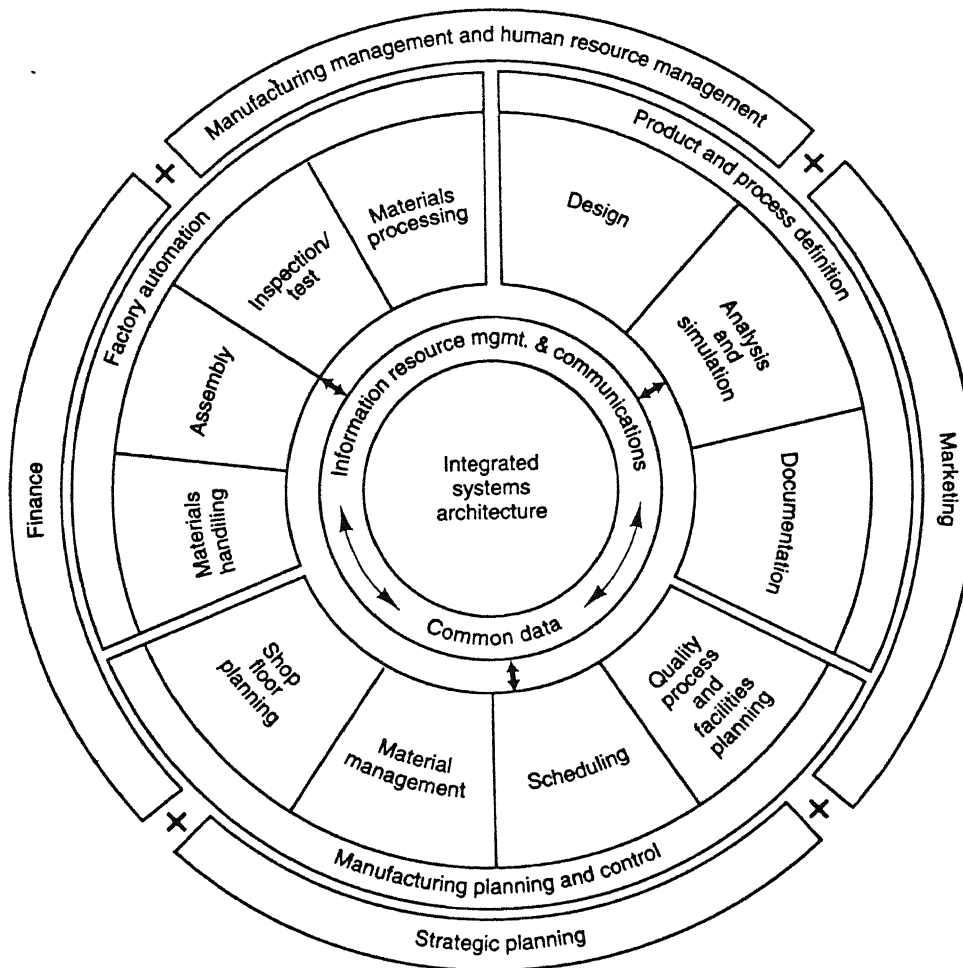 Manufacturing management and human resource management
Product and process definition
Factory automation
Materials
processing
Design
Inspection/
test
Analysis
and
simulation
Assembly
Information resource mgmt. & communications
Integrated
systems
architecture
Finance
Marketing
Materials
handiling
Documentation
Common data
Shop
floor
planning
Material
management
Scheduling
Quality
process
and
facilities
planning
Manufacturing planning and control
Strategic planning